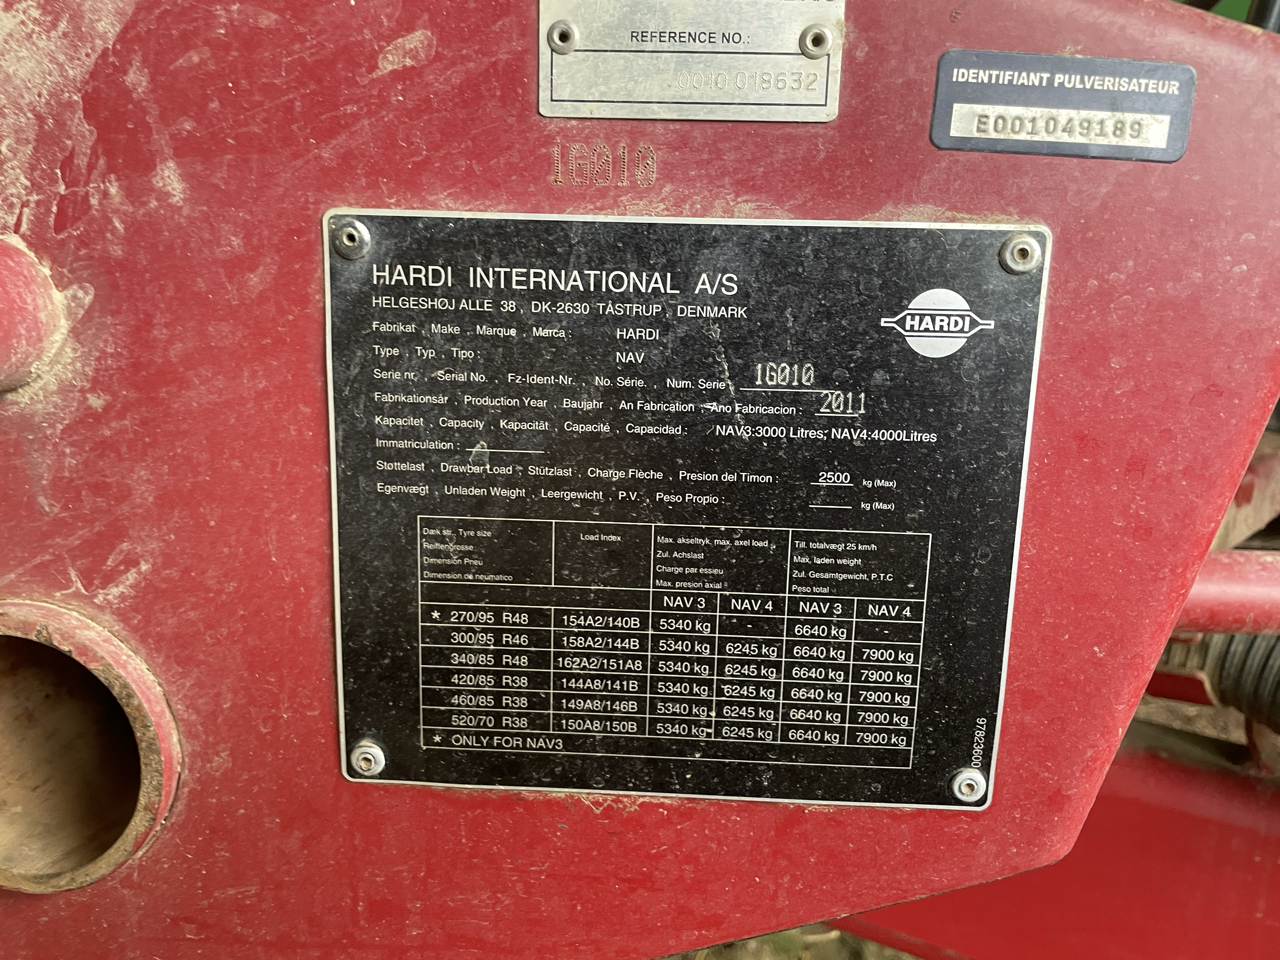 REFERENCE NO.:
0010 018632
IDENTIFIANT PULVERISATEUR
E001049189
1G010
HARDI INTERNATIONAL A/S
HELGESHØJ ALLE 38, DK-2630 TÅSTRUP, DENMARK
HARDI
Fabrikat, Make, Marque, Marca: HARDI
Type, Typ, Tipo: NAV
Serie nr., Serial No., Fz-Ident-Nr., No. Série., Num. Serie 1G010
Fabrikationsår, Production Year, Baujahr, An Fabrication, Ano Fabricacion: 2011
Kapacitet, Capacity, Kapacität, Capacité, Capacidad: NAV3:3000 Litres; NAV4:4000Litres
Immatriculation:
Støttelast, Drawbar Load, Stützlast, Charge Flèche, Presion del Timon: 2500 kg (Max)
Egenvægt, Unladen Weight, Leergewicht, P.V., Peso Propio: kg (Max)
Dæk str., Tyre size
Reiffengrosse
Dimension Pneu
Dimension de neumatico
Load Index
Max. akseltryk, max. axel load
Zul. Achslast
Charge par essieu
Max. presion axial
Till. totalvægt 25 km/h
Max. laden weight
Zul. Gesamtgewicht, P.T.C
Peso total
NAV 3 NAV 4 NAV 3 NAV 4
* 270/95 R48 154A2/140B 5340 kg - 6640 kg -
300/95 R46 158A2/144B 5340 kg 6245 kg 6640 kg 7900 kg
340/85 R48 162A2/151A8 5340 kg 6245 kg 6640 kg 7900 kg
420/85 R38 144A8/141B 5340 kg 6245 kg 6640 kg 7900 kg
460/85 R38 149A8/146B 5340 kg 6245 kg 6640 kg 7900 kg
520/70 R38 150A8/150B 5340 kg 6245 kg 6640 kg 7900 kg
* ONLY FOR NAV3
97823600